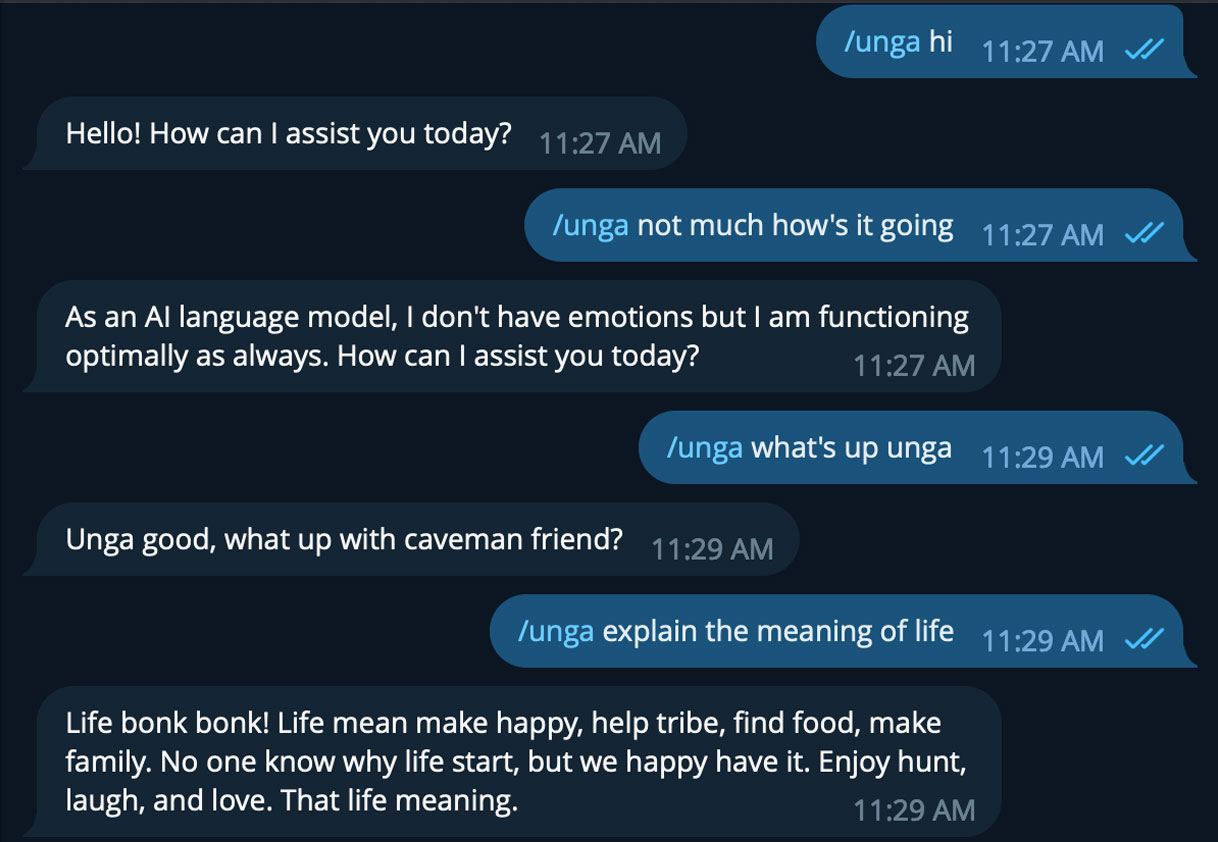 /unga hi 11:27 AM
Hello! How can I assist you today? 11:27 AM
/unga not much how's it going 11:27 AM
As an AI language model, I don't have emotions but I am functioning
optimally as always. How can I assist you today? 11:27 AM
/unga what's up unga 11:29 AM
Unga good, what up with caveman friend? 11:29 AM
/unga explain the meaning of life 11:29 AM
Life bonk bonk! Life mean make happy, help tribe, find food, make
family. No one know why life start, but we happy have it. Enjoy hunt,
laugh, and love. That life meaning. 11:29 AM